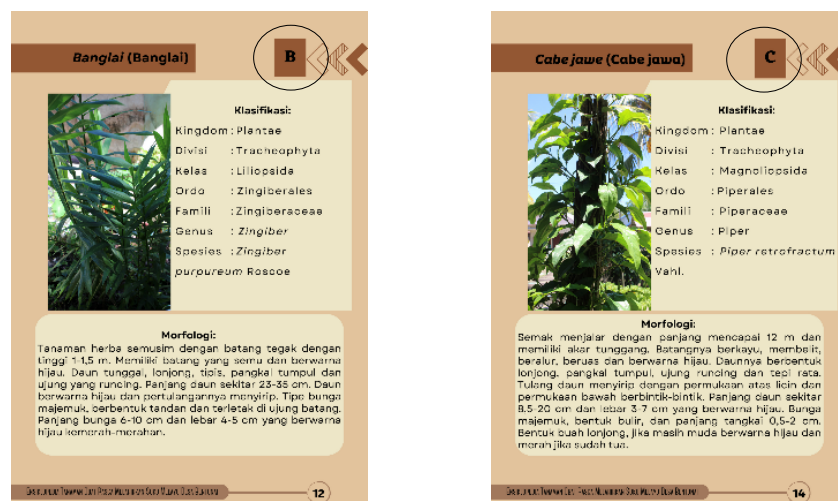 Banglai (Banglai)
B
Klasifikasi:
Kingdom : Plantae
Divisi : Tracheophyta
Kelas : Liliopsida
Ordo : Zingiberales
Famili : Zingiberaceae
Genus : Zingiber
Spesies : Zingiber
purpureum Roscoe
Morfologi:
Tanaman herba semusim dengan batang tegak dengan
tinggi 1-1,5 m. Memiliki batang yang semu dan berwarna
hijau. Daun tunggal, lonjong, tipis, pangkal tumpul dan
ujung yang runcing. Panjang daun sekitar 23-35 cm. Daun
berwarna hijau dan pertulangannya menyirip. Tipe bunga
majemuk, berbentuk tandan dan terletak di ujung batang.
Panjang bunga 6-10 cm dan lebar 4-5 cm yang berwarna
hijau kemerah-merahan.
12
Cabe jawe (Cabe jawa)
C
Klasifikasi:
Kingdom : Plantae
Divisi : Tracheophyta
Kelas : Magnoliopsida
Ordo : Piperales
Famili : Piperaceae
Genus : Piper
Spesies : Piper retrofractum
Vahl.
Morfologi:
Semak menjalar dengan panjang mencapai 12 m dan
memiliki akar tunggang. Batangnya berkayu, membelit,
beralur, beruas dan berwarna hijau. Daunnya berbentuk
lonjong, pangkal tumpul, ujung runcing dan tepi rata.
Tulang daun menyirip dengan permukaan atas licin dan
permukaan bawah berbintik-bintik. Panjang daun sekitar
8.5-20 cm dan lebar 3-7 cm yang berwarna hijau. Bunga
majemuk, bentuk bulir, dan panjang tangkai 0,5-2 cm.
Bentuk buah lonjong, jika masih muda berwarna hijau dan
merah jika sudah tua.
14